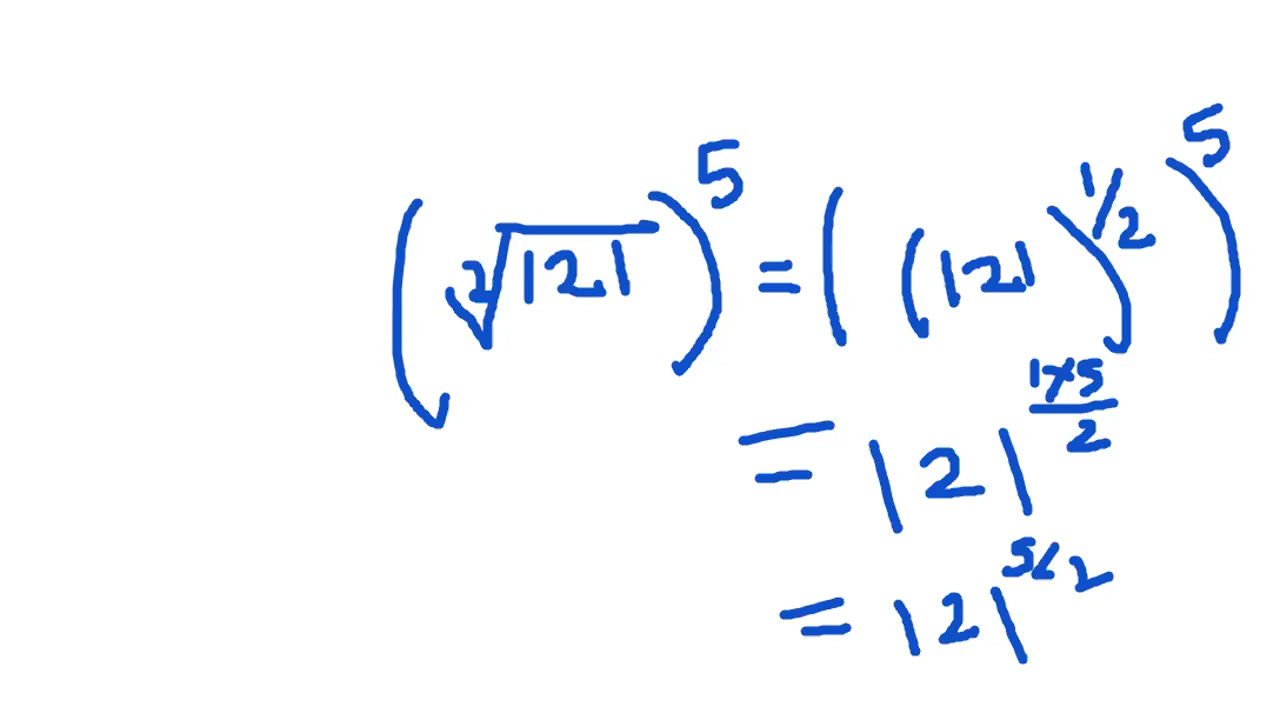 (²√121)⁵ = ((121)^1/2)⁵
= 121^(1×5)/2
= 121^5/2